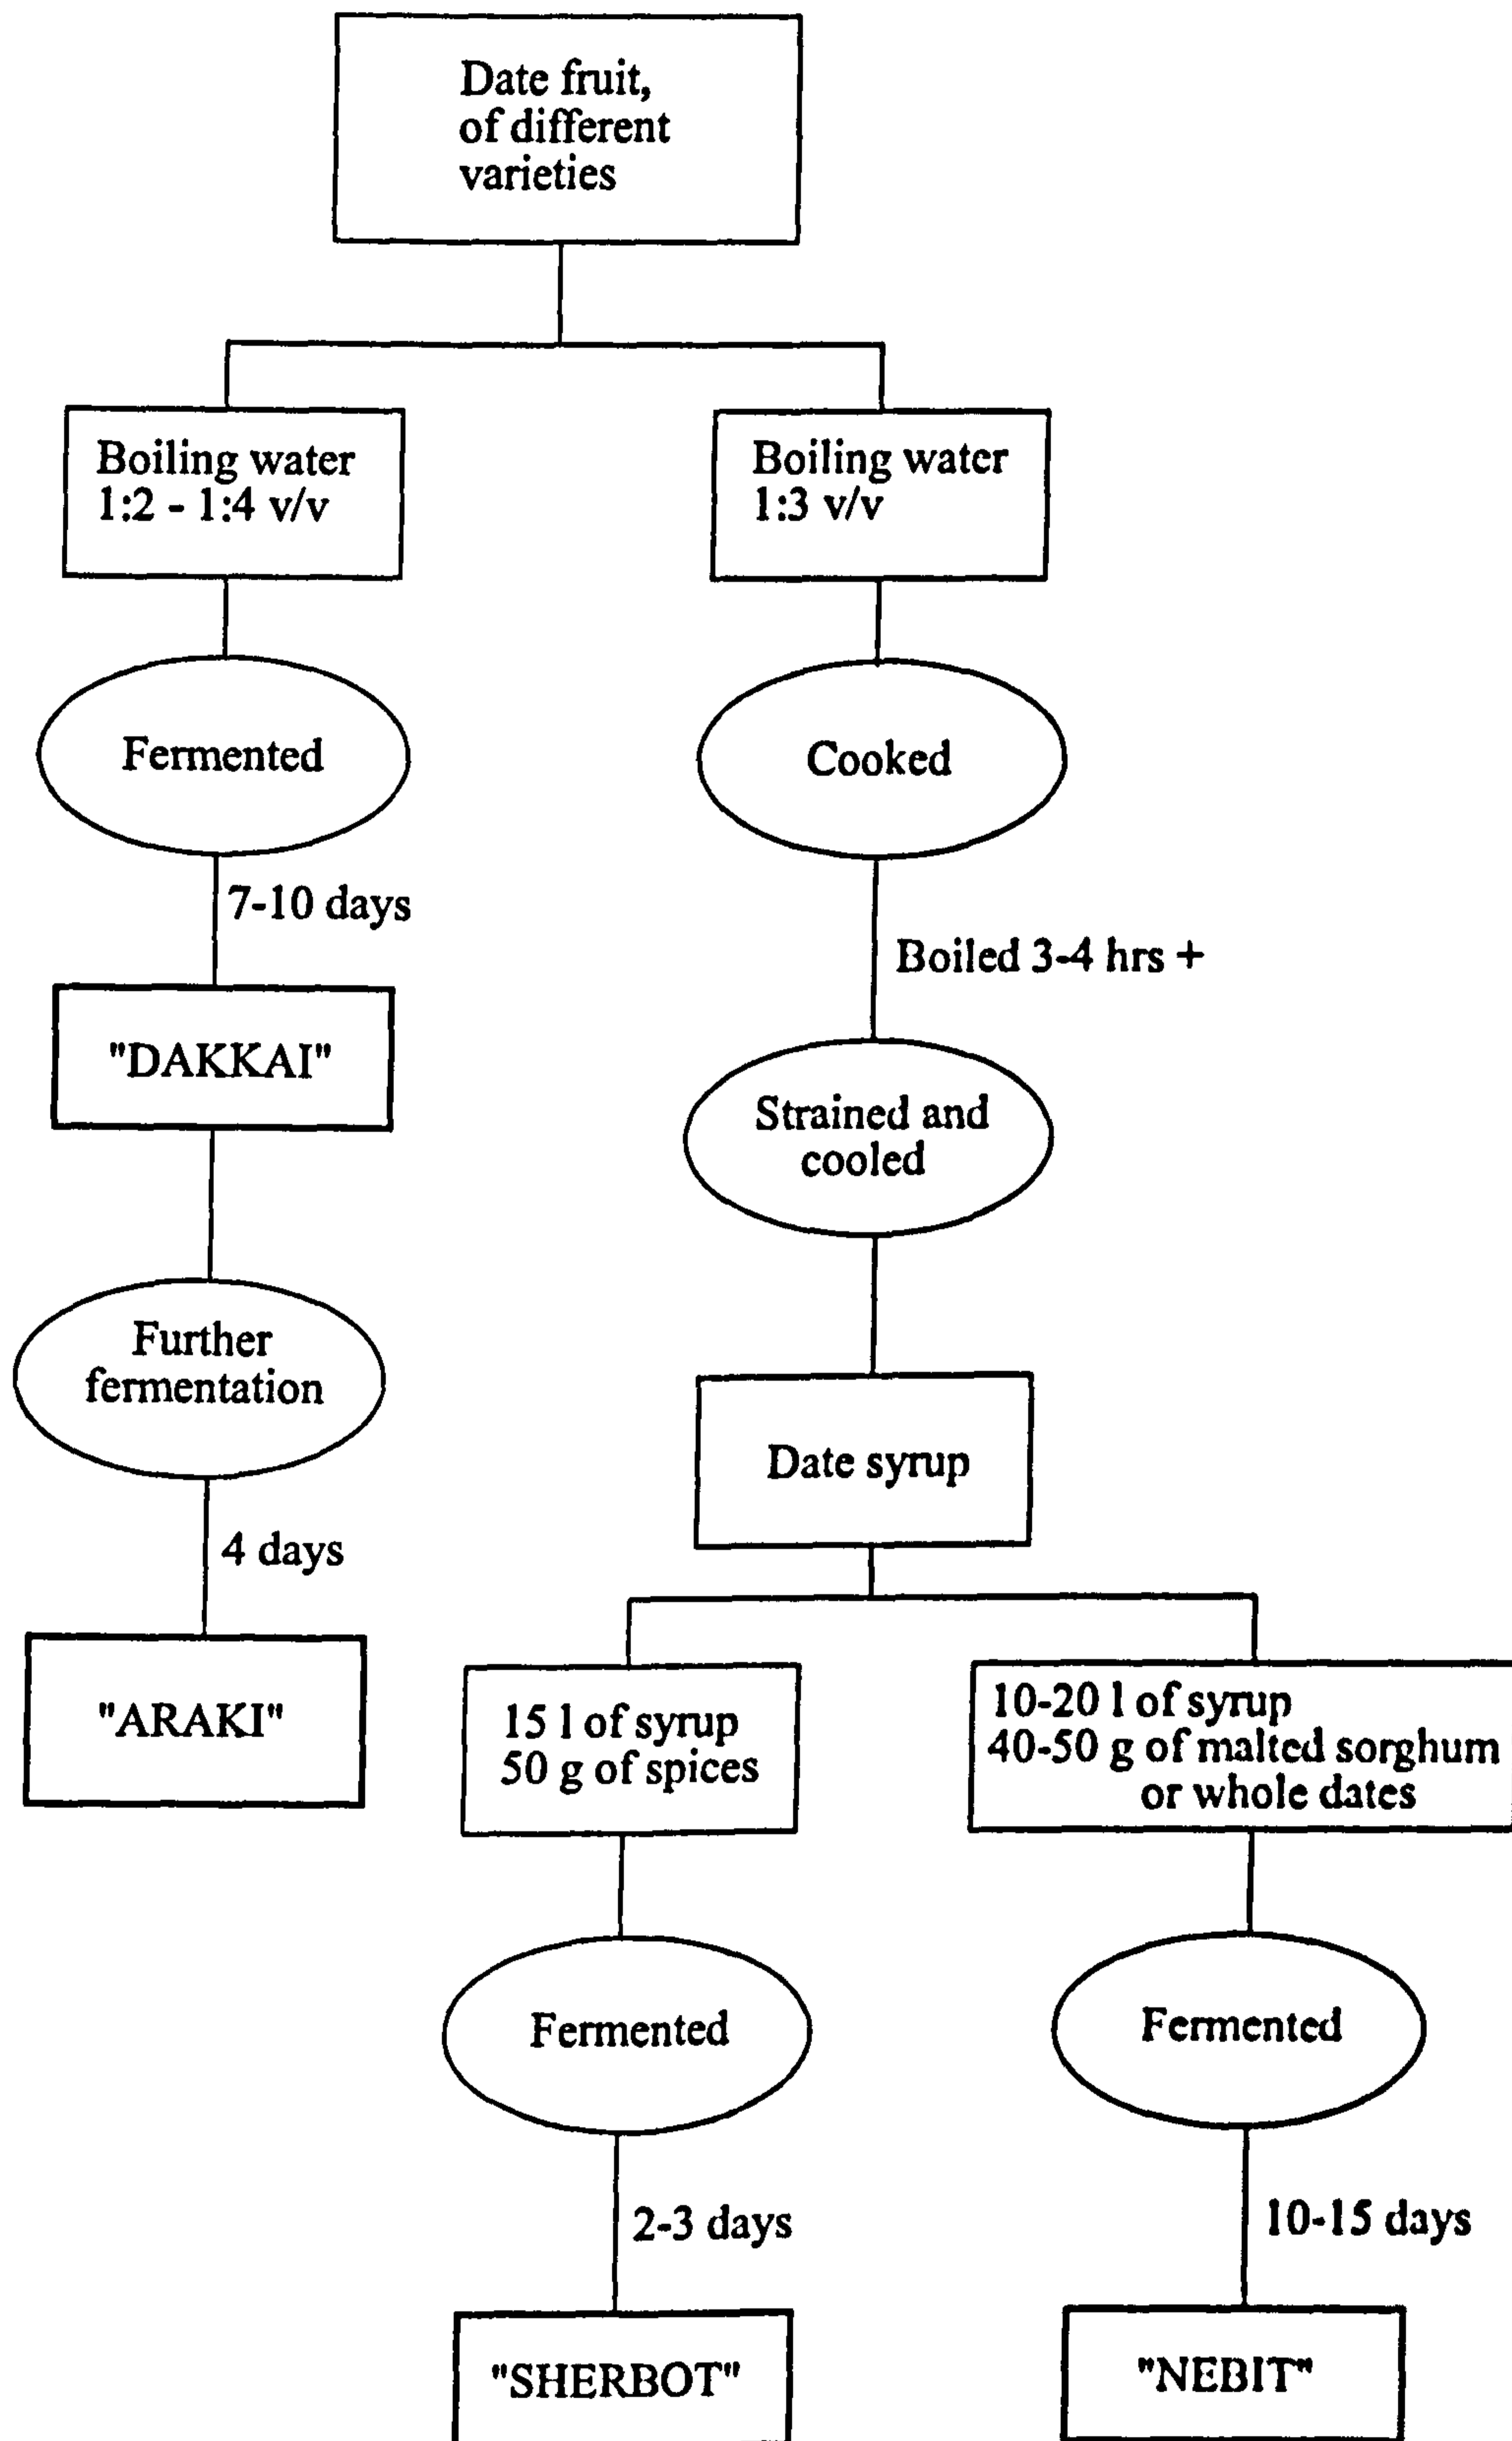 Date fruit,
of different
varieties
Boiling water
1:2 - 1:4 v/v
Boiling water
1:3 v/v
Fermented
Cooked
7-10 days
Boiled 3-4 hrs +
"DAKKAI"
Strained and
cooled
Further
fermentation
Date syrup
4 days
"ARAKI"
15 l of syrup
50 g of spices
10-20 l of syrup
40-50 g of malted sorghum
or whole dates
Fermented
Fermented
2-3 days
10-15 days
"SHERBOT"
"NEBIT"